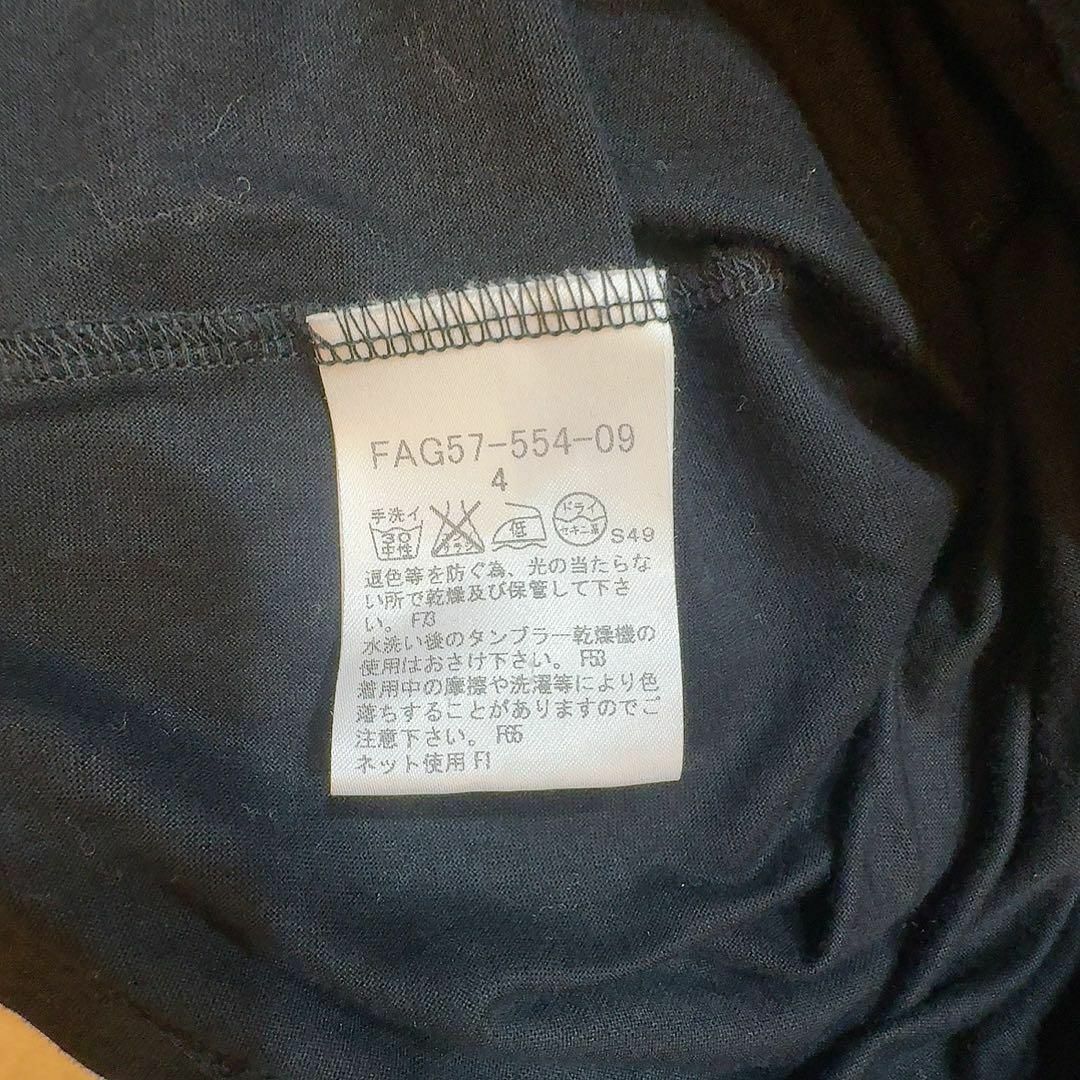 FAG57-554-09
4
手洗イ
30
中性
低
ドライ
セキユ系
S49
退色等を防ぐ為、光の当たらな
い所で乾燥及び保管して下さ
い。 F73
水洗い後のタンブラー乾燥機の
使用はおさけ下さい。 F53
着用中の摩擦や洗濯等により色
落ちすることがありますのでご
注意下さい。 F65
ネット使用 F1